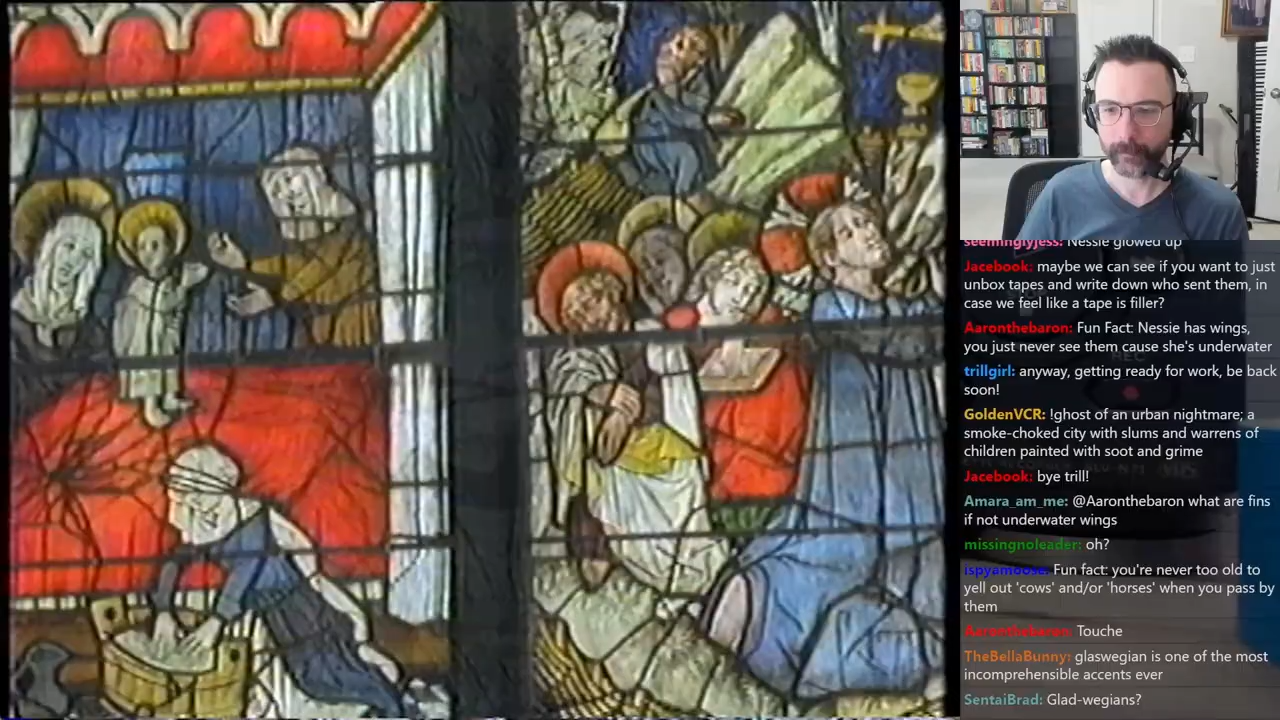 seeminglyjess: Nessie glowed up
Jacebook: maybe we can see if you want to just
unbox tapes and write down who sent them, in
case we feel like a tape is filler?
Aaronthebaron: Fun Fact: Nessie has wings,
you just never see them cause she's underwater
trillgirl: anyway, getting ready for work, be back
soon!
GoldenVCR: !ghost of an urban nightmare; a
smoke-choked city with slums and warrens of
children painted with soot and grime
Jacebook: bye trill!
Amara_am_me: @Aaronthebaron what are fins
if not underwater wings
missingnoleader: oh?
ispyamoose: Fun fact: you're never too old to
yell out 'cows' and/or 'horses' when you pass by
them
Aaronthebaron: Touche
TheBellaBunny: glaswegian is one of the most
incomprehensible accents ever
SentaiBrad: Glad-wegians?
REC